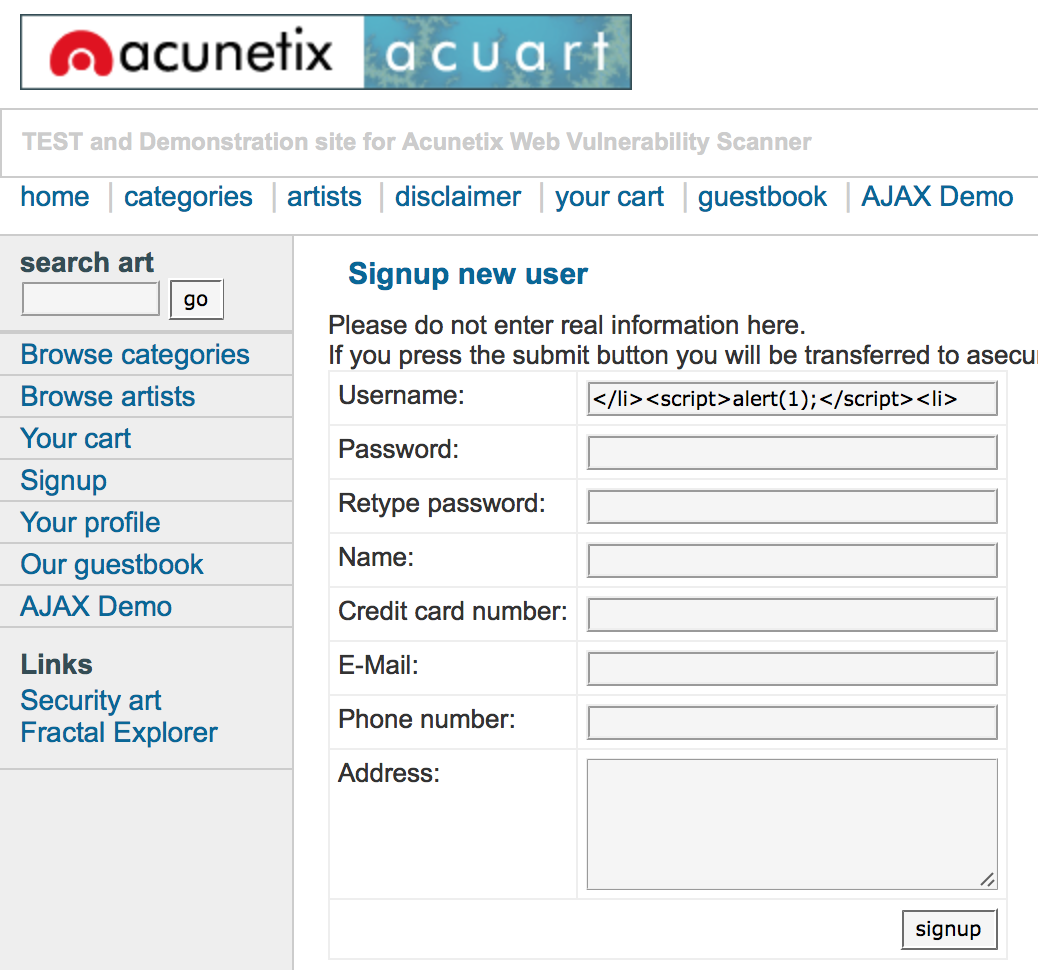 acunetix acuart
TEST and Demonstration site for Acunetix Web Vulnerability Scanner
home | categories | artists | disclaimer | your cart | guestbook | AJAX Demo
search art
go
Browse categories
Browse artists
Your cart
Signup
Your profile
Our guestbook
AJAX Demo
Links
Security art
Fractal Explorer
Signup new user
Please do not enter real information here.
If you press the submit button you will be transferred to asecu
Username: </li><script>alert(1);</script><li>
Password:
Retype password:
Name:
Credit card number:
E-Mail:
Phone number:
Address:
signup